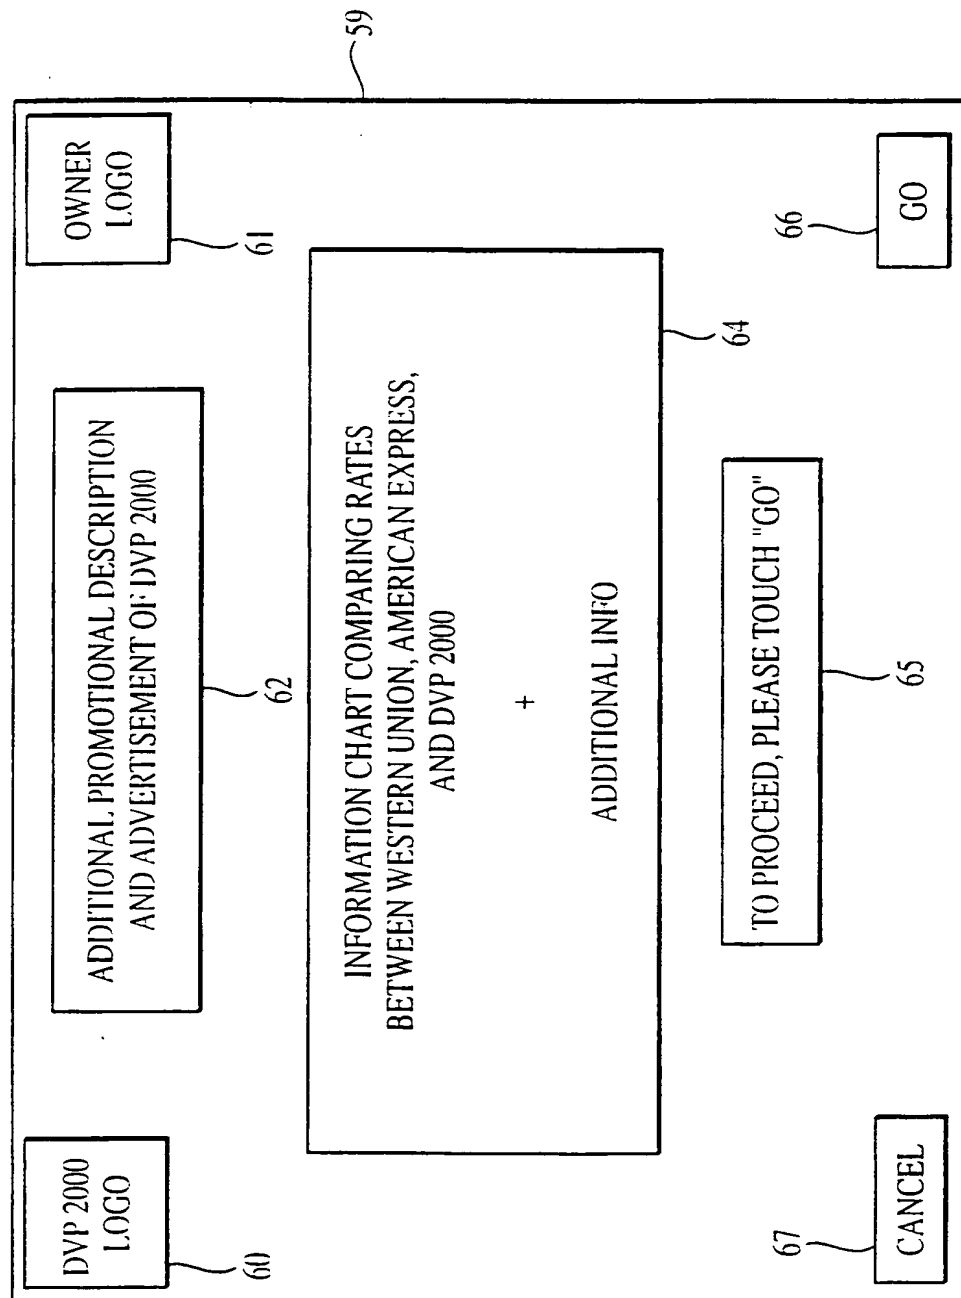 DVP 2000
LOGO
60
ADDITIONAL PROMOTIONAL DESCRIPTION
AND ADVERTISEMENT OF DVP 2000
62
OWNER
LOGO
61
59
INFORMATION CHART COMPARING RATES
BETWEEN WESTERN UNION, AMERICAN EXPRESS,
AND DVP 2000
+
ADDITIONAL INFO
64
67
CANCEL
TO PROCEED, PLEASE TOUCH "GO"
65
66
GO